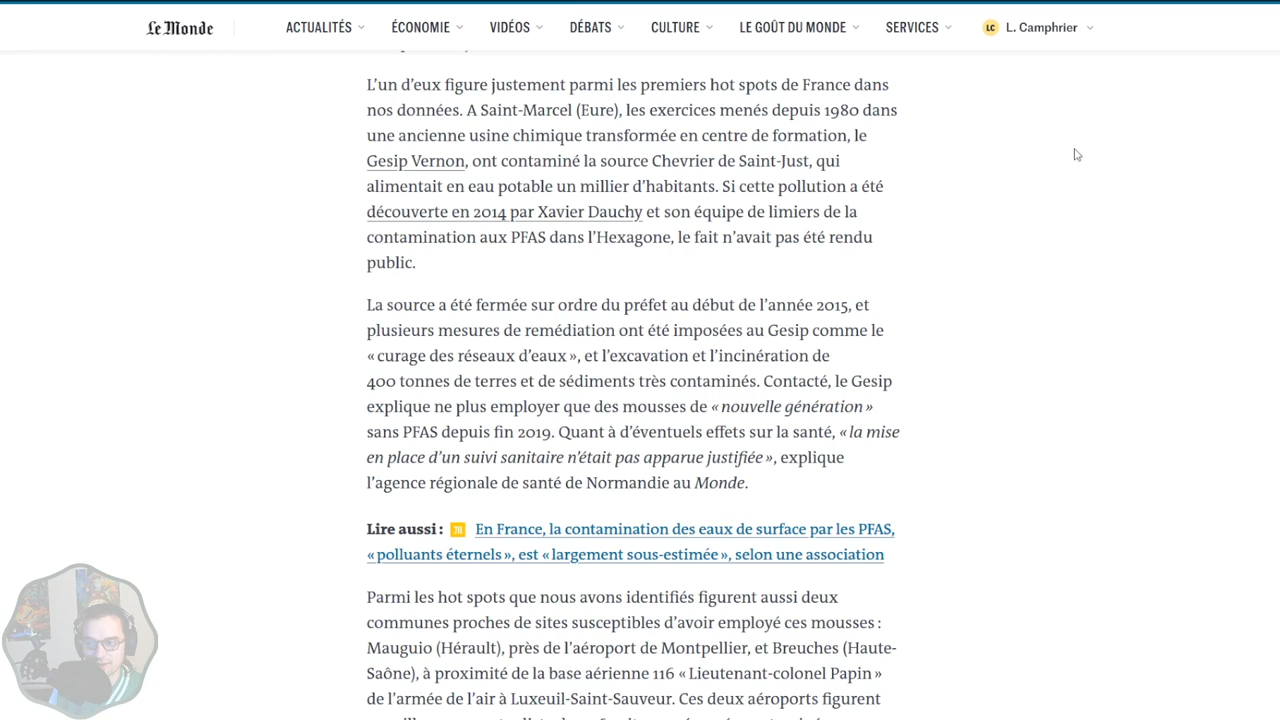 Le Monde
ACTUALITÉS
ÉCONOMIE
VIDÉOS
DÉBATS
CULTURE
LE GOÛT DU MONDE
SERVICES
LC
L. Camphrier
L’un d’eux figure justement parmi les premiers hot spots de France dans
nos données. A Saint-Marcel (Eure), les exercices menés depuis 1980 dans
une ancienne usine chimique transformée en centre de formation, le
Gesip Vernon, ont contaminé la source Chevrier de Saint-Just, qui
alimentait en eau potable un millier d’habitants. Si cette pollution a été
découverte en 2014 par Xavier Dauchy et son équipe de limiers de la
contamination aux PFAS dans l’Hexagone, le fait n’avait pas été rendu
public.
La source a été fermée sur ordre du préfet au début de l’année 2015, et
plusieurs mesures de remédiation ont été imposées au Gesip comme le
« curage des réseaux d’eaux », et l’excavation et l’incinération de
400 tonnes de terres et de sédiments très contaminés. Contacté, le Gesip
explique ne plus employer que des mousses de « nouvelle génération »
sans PFAS depuis fin 2019. Quant à d’éventuels effets sur la santé, « la mise
en place d’un suivi sanitaire n’était pas apparue justifiée », explique
l’agence régionale de santé de Normandie au Monde.
Lire aussi : En France, la contamination des eaux de surface par les PFAS,
« polluants éternels », est « largement sous-estimée », selon une association
Parmi les hot spots que nous avons identifiés figurent aussi deux
communes proches de sites susceptibles d’avoir employé ces mousses :
Mauguio (Hérault), près de l’aéroport de Montpellier, et Breuches (Haute-
Saône), à proximité de la base aérienne 116 « Lieutenant-colonel Papin »
de l’armée de l’air à Luxeuil-Saint-Sauveur. Ces deux aéroports figurent